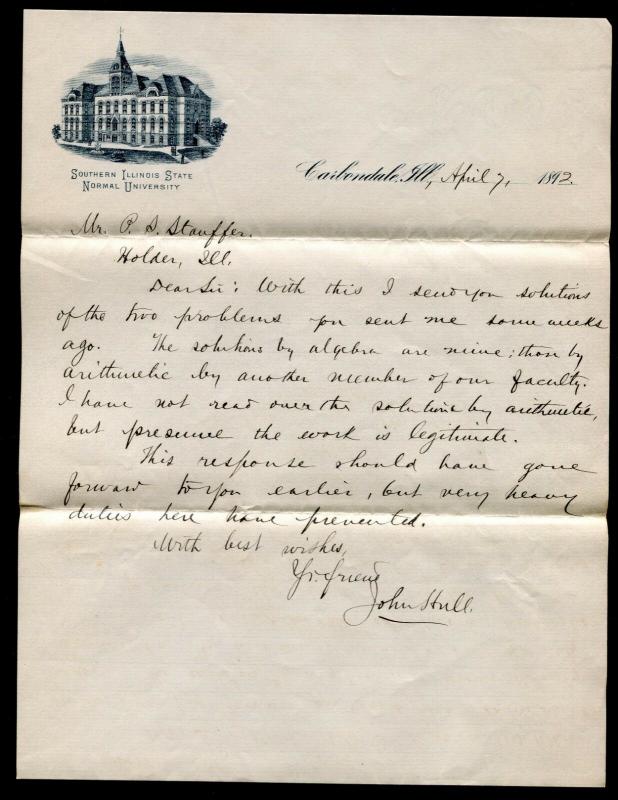 Southern Illinois State
Normal University
Carbondale, Ill., April 7, 1892.
Mr. P. S. Stauffer.
Holder, Ill.
Dear Sir: With this I send you solutions
of the two problems you sent me some weeks
ago. The solutions by algebra are mine; those by
arithmetic by another member of our faculty.
I have not read over the solutions by arithmetic,
but presume the work is legitimate.
This response should have gone
forward to you earlier, but very heavy
duties here have prevented.
With best wishes,
Yr. friend
John Hull.